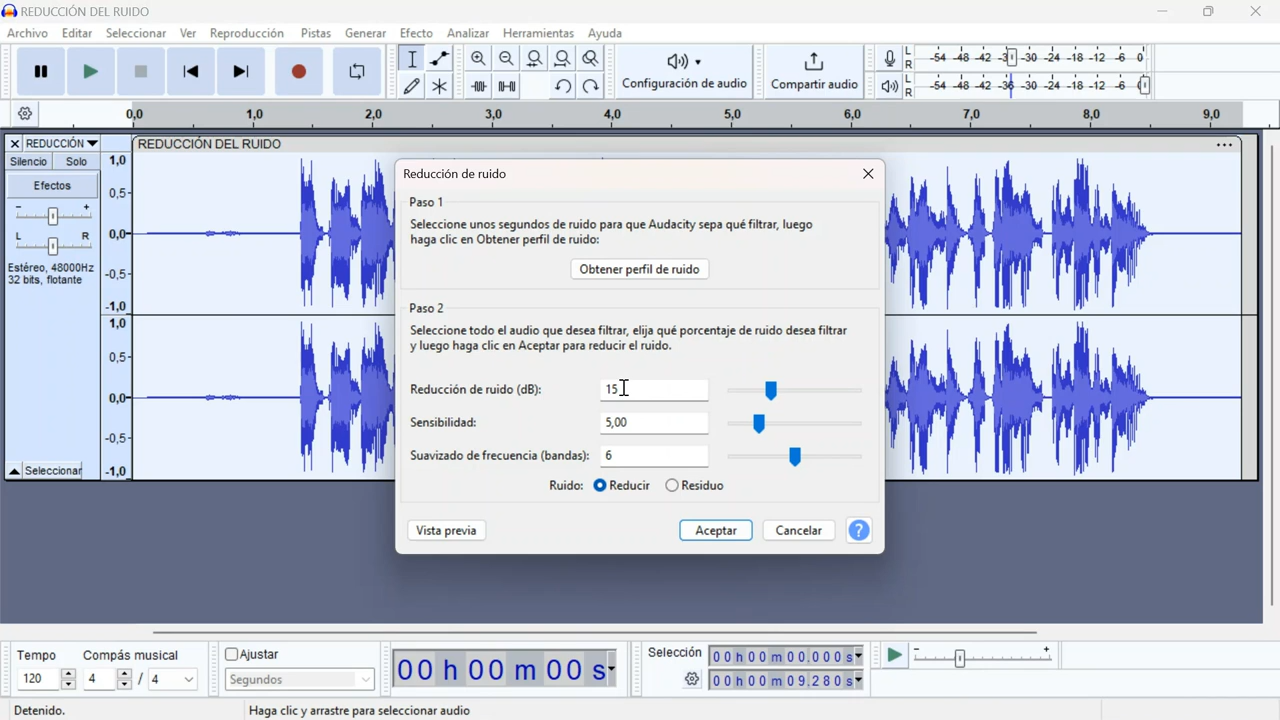 REDUCCIÓN DEL RUIDO
Archivo Editar Seleccionar Ver Reproducción Pistas Generar Efecto Analizar Herramientas Ayuda
Configuración de audio
Compartir audio
L
R
-54 -48 -42 -36 -30 -24 -18 -12 -6 0
L
R
-54 -48 -42 -36 -30 -24 -18 -12 -6 0
0,0 1,0 2,0 3,0 4,0 5,0 6,0 7,0 8,0 9,0
REDUCCIÓN
REDUCCIÓN DEL RUIDO
Silencio Solo
Efectos
- +
L R
Estéreo, 48000Hz
32 bits, flotante
Seleccionar
1,0
0,5-
0,0-
-0,5-
-1,0
1,0
0,5-
0,0-
-0,5-
-1,0
Reducción de ruido
Paso 1
Seleccione unos segundos de ruido para que Audacity sepa qué filtrar, luego
haga clic en Obtener perfil de ruido:
Obtener perfil de ruido
Paso 2
Seleccione todo el audio que desea filtrar, elija qué porcentaje de ruido desea filtrar
y luego haga clic en Aceptar para reducir el ruido.
Reducción de ruido (dB): 15
Sensibilidad: 5,00
Suavizado de frecuencia (bandas): 6
Ruido: Reducir Residuo
Vista previa Aceptar Cancelar ?
Tempo Compás musical
120 4 / 4
Ajustar
Segundos
00 h 00 m 00 s
Selección 00 h 00 m 00.000 s
00 h 00 m 09.280 s
- +
Detenido. Haga clic y arrastre para seleccionar audio